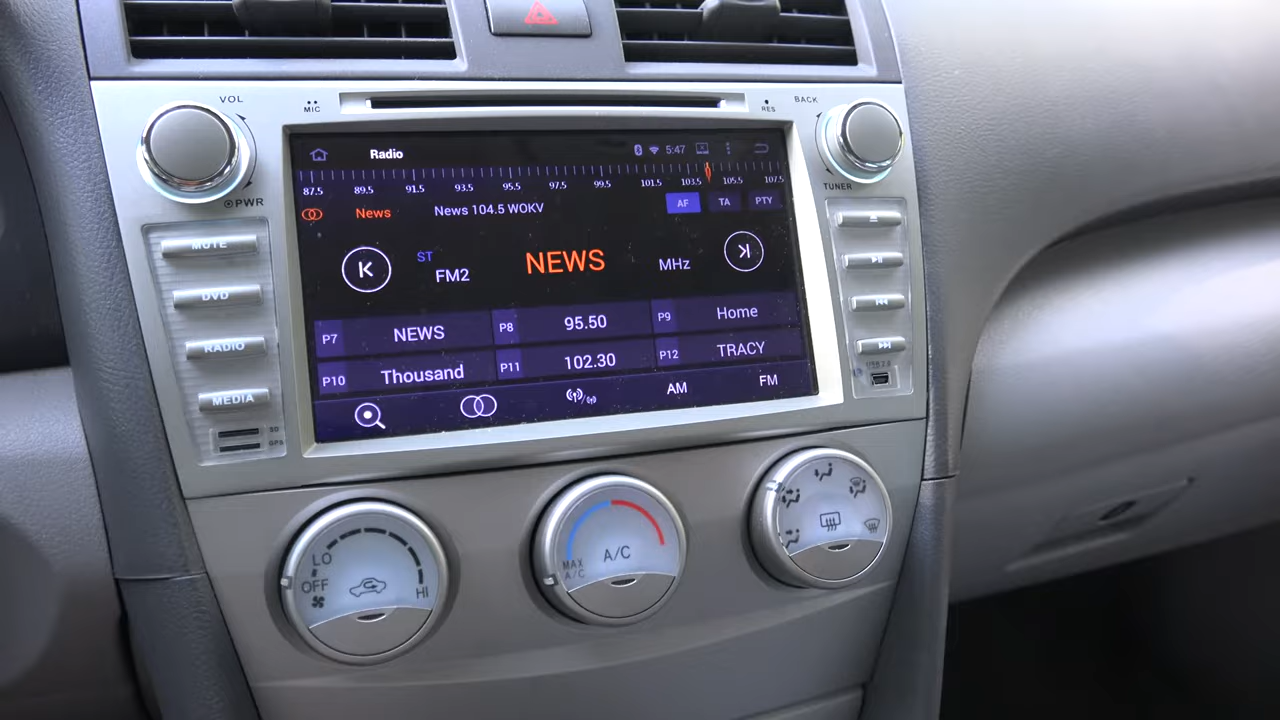 VOL
MIC
RES
BACK
PWR
TUNER
Radio
5:47
87.5 89.5 91.5 93.5 95.5 97.5 99.5 101.5 103.5 105.5 107.5
News
News 104.5 WOKV
AF
TA
PTY
ST
FM2
NEWS
MHz
P7 NEWS
P8 95.50
P9 Home
P10 Thousand
P11 102.30
P12 TRACY
AM
FM
MUTE
DVD
RADIO
MEDIA
SD
GPS
USB 2.0
LO
OFF
HI
MAX
A/C
A/C